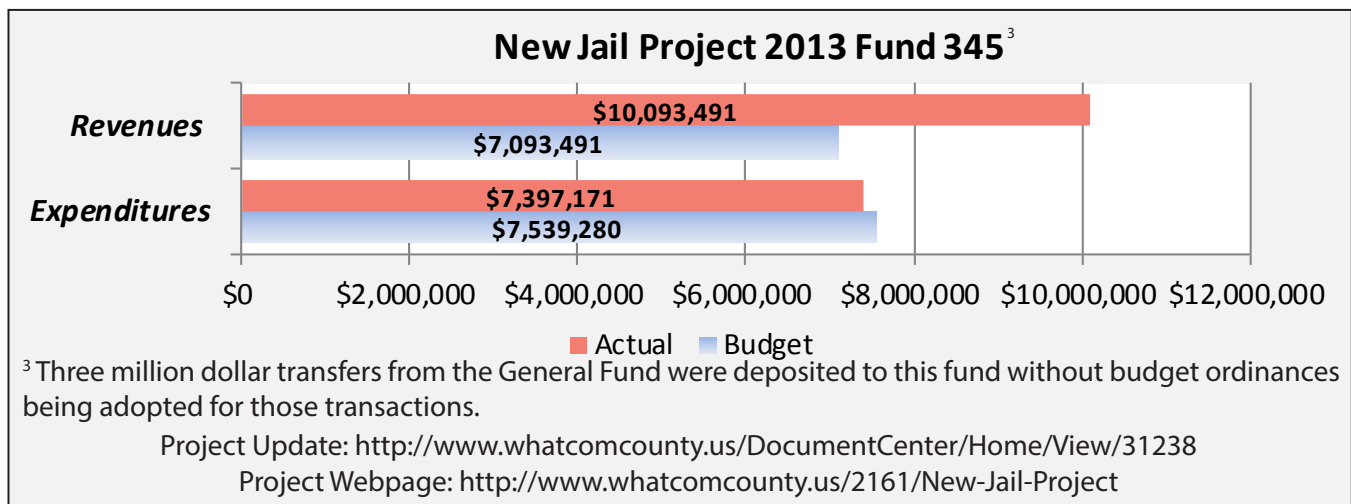 New Jail Project 2013 Fund 345 3
Revenues
$10,093,491
$7,093,491
Expenditures
$7,397,171
$7,539,280
$0 $2,000,000 $4,000,000 $6,000,000 $8,000,000 $10,000,000 $12,000,000
Actual Budget
3 Three million dollar transfers from the General Fund were deposited to this fund without budget ordinances
being adopted for those transactions.
Project Update: http://www.whatcomcounty.us/DocumentCenter/Home/View/31238
Project Webpage: http://www.whatcomcounty.us/2161/New-Jail-Project